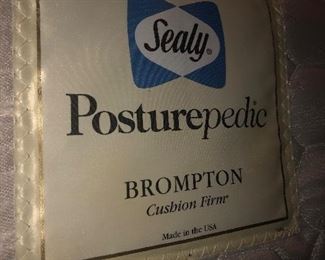 Sealy®
Posturepedic
BROMPTON
Cushion Firm®
Made in the USA